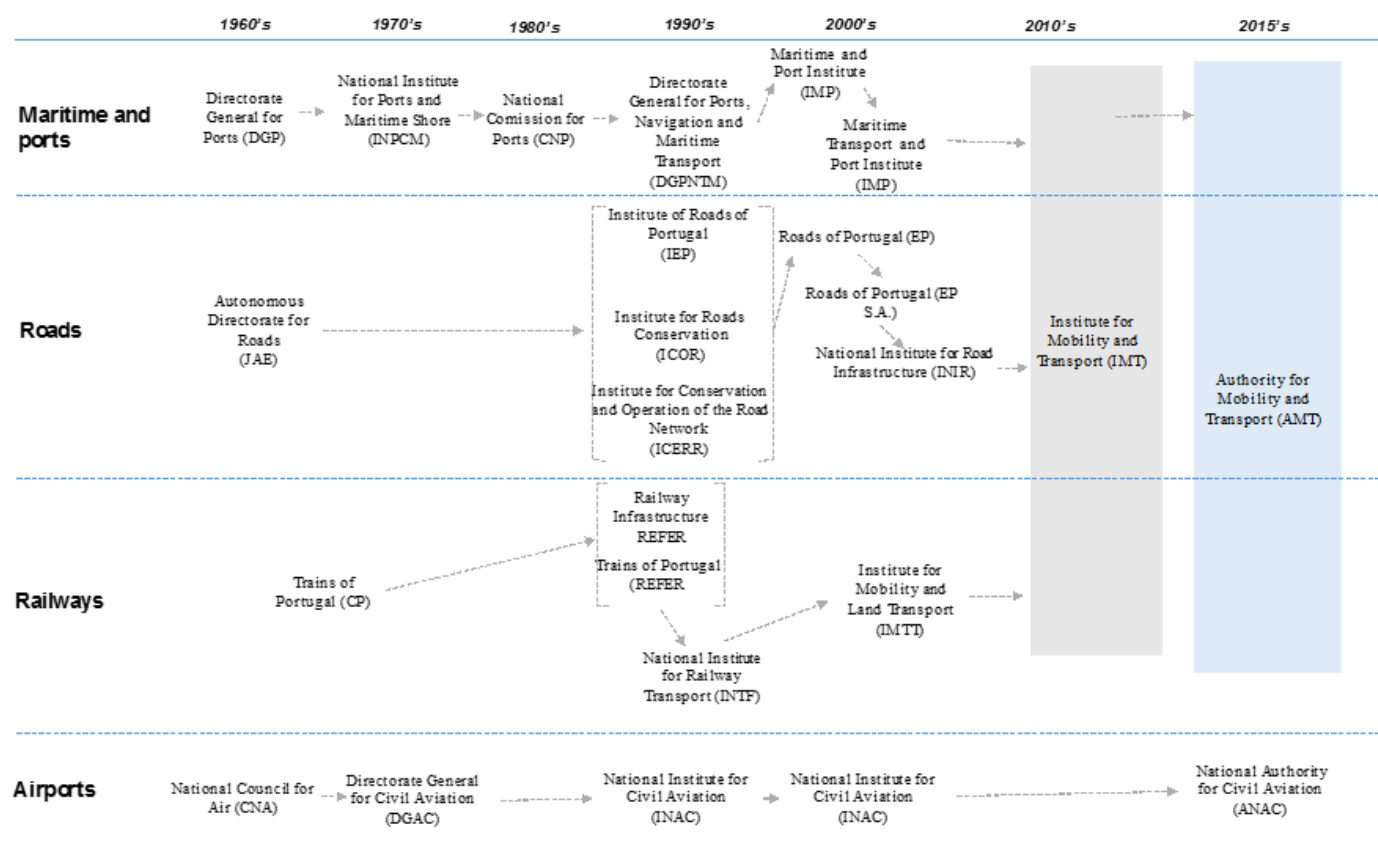 1960's 1970's 1980's 1990's 2000's 2010's 2015's
Maritime and
ports
Directorate
General for
Ports (DGP)
National Institute
for Ports and
Maritime Shore
(INPCM)
National
Comission for
Ports (CNP)
Directorate
General for Ports,
Navigation and
Maritime
Transport
(DGPNTM)
Maritime and
Port Institute
(IMP)
Maritime
Transport and
Port Institute
(IMP)
Roads
Autonomous
Directorate for
Roads
(JAE)
Institute of Roads of
Portugal
(IEP)
Institute for Roads
Conservation
(ICOR)
Institute for Conservation
and Operation of the Road
Network
(ICERR)
Roads of Portugal (EP)
Roads of Portugal (EP
S.A.)
National Institute for Road
Infrastructure (INIR)
Institute for
Mobility and
Transport (IMT)
Authority for
Mobility and
Transport (AMT)
Railways
Trains of
Portugal (CP)
Railway
Infrastructure
REFER
Trains of Portugal
(REFER
National Institute
for Railway
Transport (INTF)
Institute for
Mobility and
Land Transport
(IMTT)
Airports
National Council for
Air (CNA)
Directorate General
for Civil Aviation
(DGAC)
National Institute for
Civil Aviation
(INAC)
National Institute for
Civil Aviation
(INAC)
National Authority
for Civil Aviation
(ANAC)